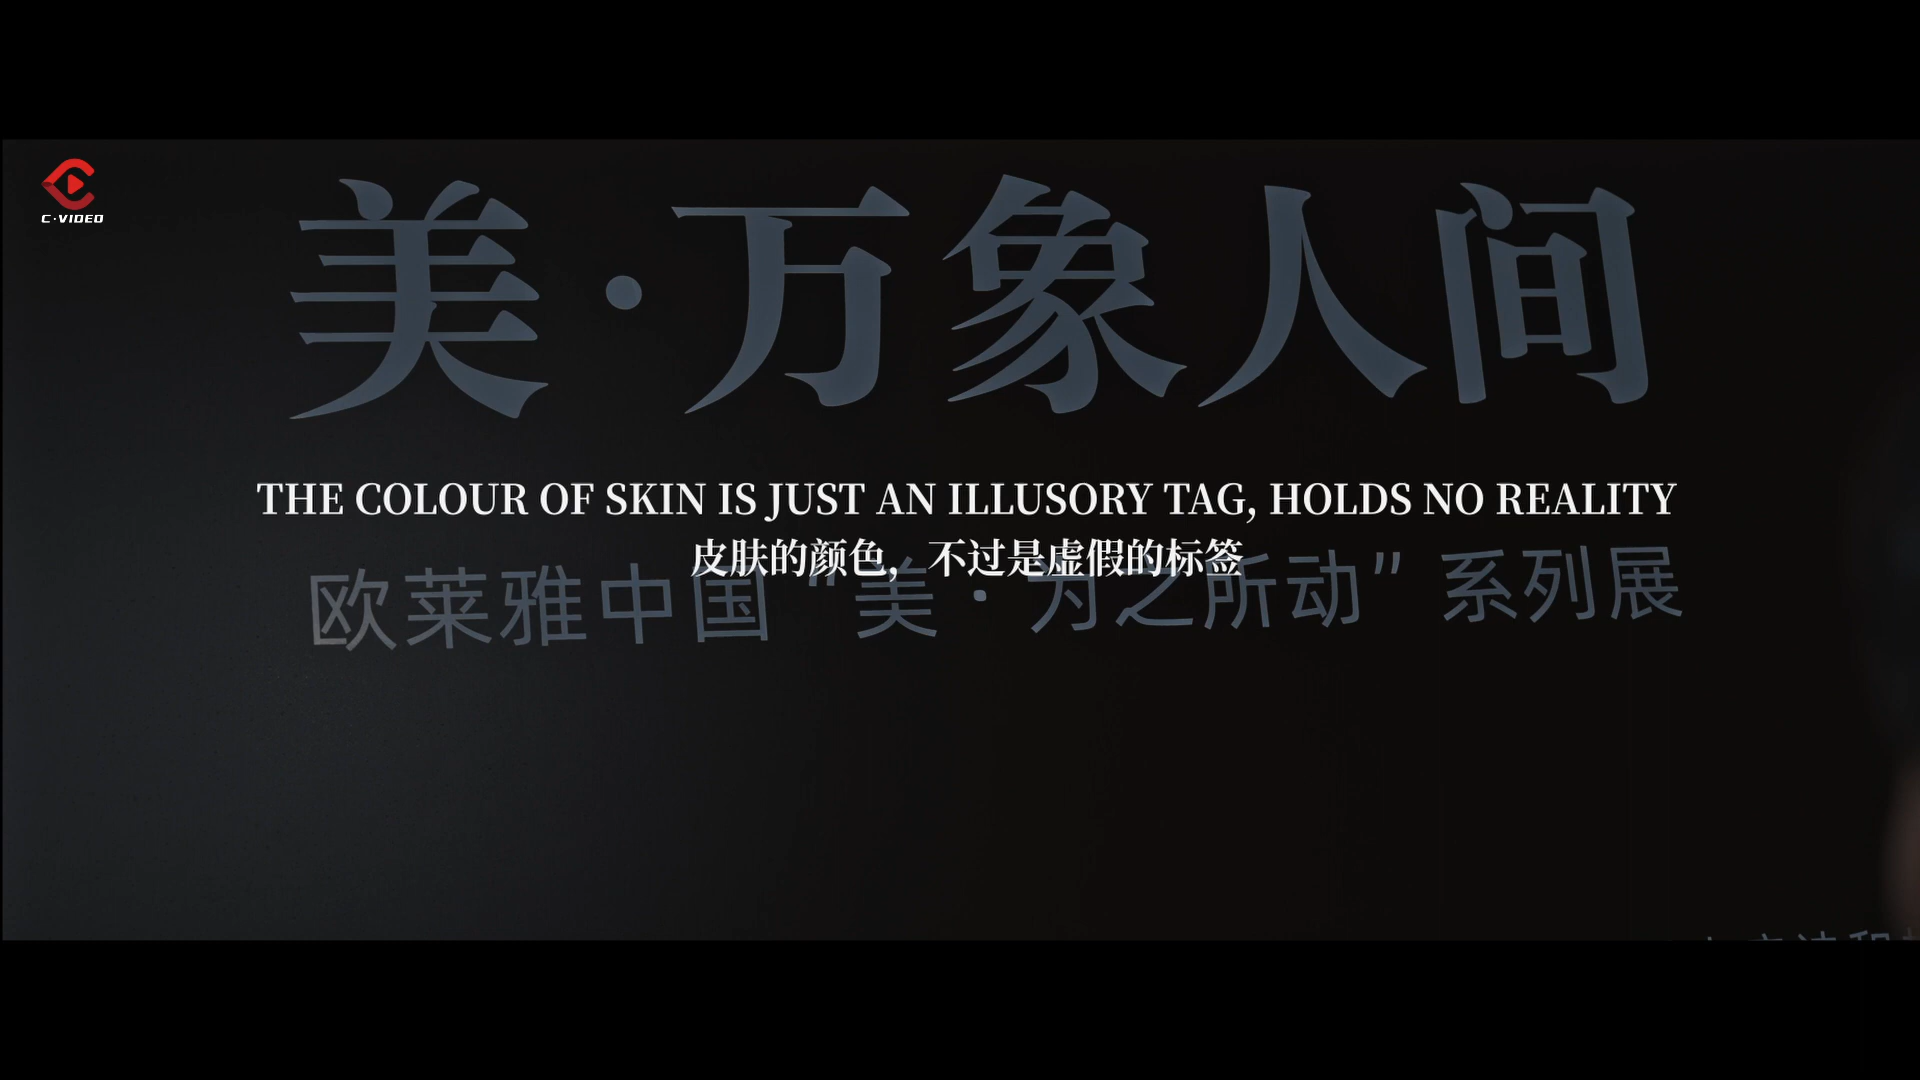 C·VIDEO
美·万象人间
THE COLOUR OF SKIN IS JUST AN ILLUSORY TAG, HOLDS NO REALITY
皮肤的颜色，不过是虚假的标签
欧莱雅中国“美·为之所动”系列展